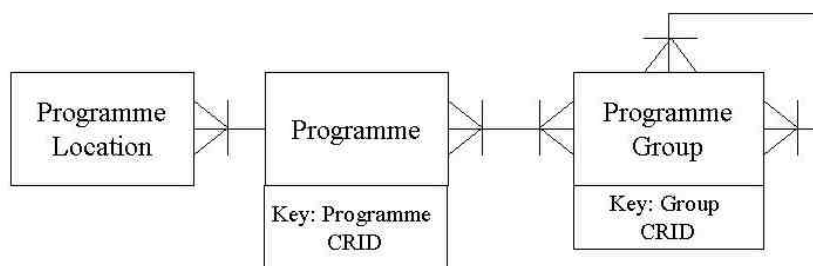 Programme
Location
Programme
Key: Programme
CRID
Programme
Group
Key: Group
CRID